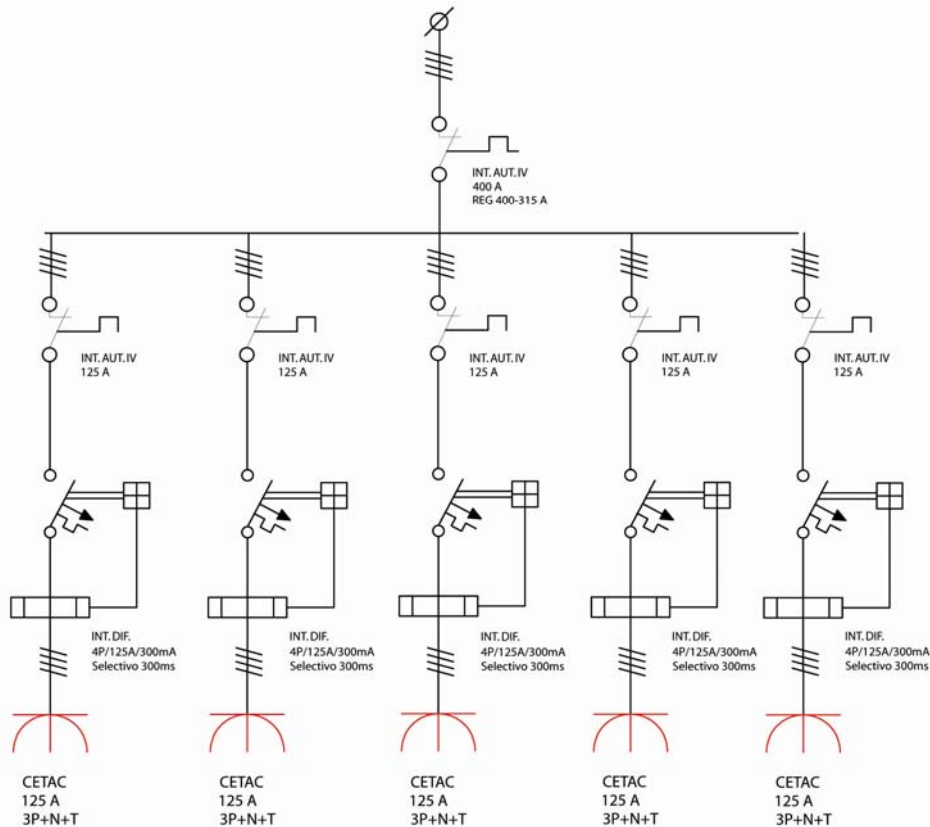 INT. AUT. IV
400 A
REG 400-315 A
INT. AUT. IV
125 A
INT. AUT. IV
125 A
INT. AUT. IV
125 A
INT. AUT. IV
125 A
INT. AUT. IV
125 A
INT. DIF.
4P/125A/300mA
Selectivo 300ms
INT. DIF.
4P/125A/300mA
Selectivo 300ms
INT. DIF.
4P/125A/300mA
Selectivo 300ms
INT. DIF.
4P/125A/300mA
Selectivo 300ms
INT. DIF.
4P/125A/300mA
Selectivo 300ms
CETAC
125 A
3P+N+T
CETAC
125 A
3P+N+T
CETAC
125 A
3P+N+T
CETAC
125 A
3P+N+T
CETAC
125 A
3P+N+T